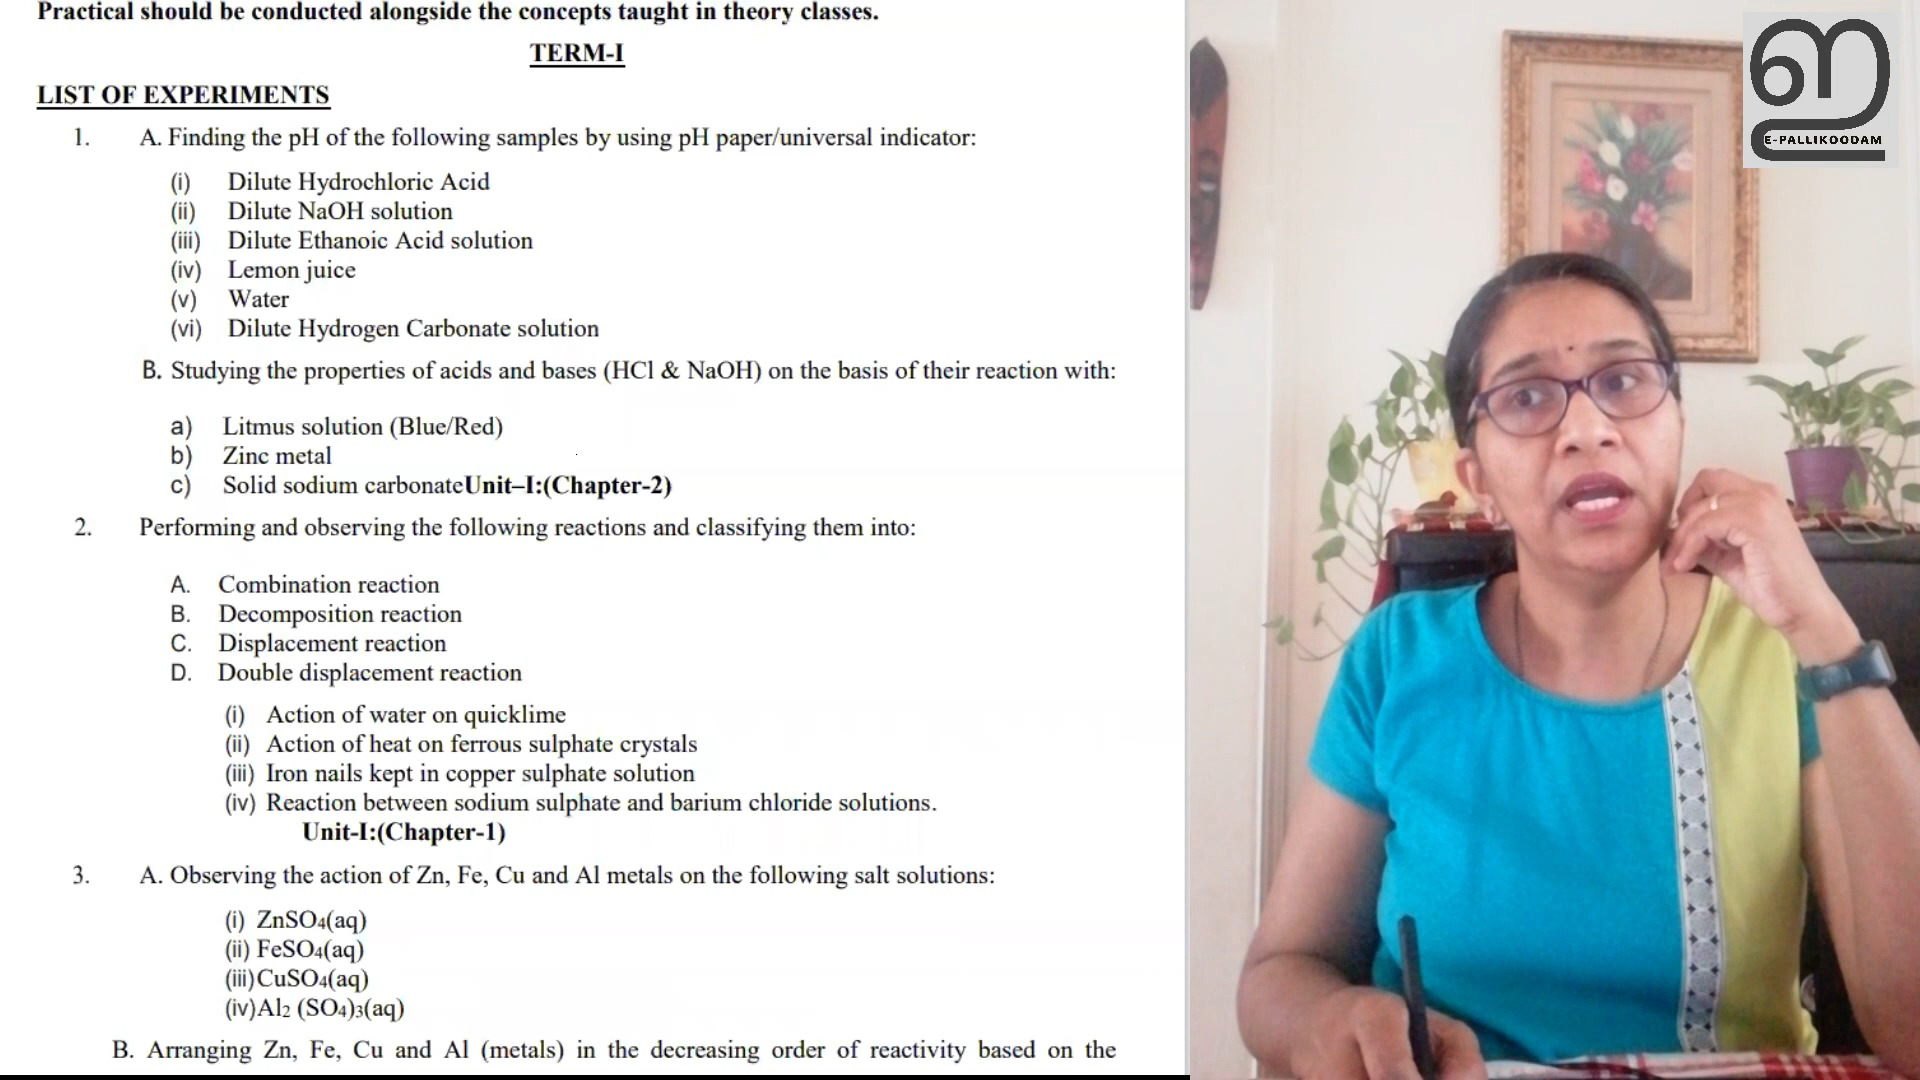 Practical should be conducted alongside the concepts taught in theory classes.
TERM-I
LIST OF EXPERIMENTS
1. A. Finding the pH of the following samples by using pH paper/universal indicator:
(i) Dilute Hydrochloric Acid
(ii) Dilute NaOH solution
(iii) Dilute Ethanoic Acid solution
(iv) Lemon juice
(v) Water
(vi) Dilute Hydrogen Carbonate solution
B. Studying the properties of acids and bases (HCl & NaOH) on the basis of their reaction with:
a) Litmus solution (Blue/Red)
b) Zinc metal
c) Solid sodium carbonateUnit–I:(Chapter-2)
2. Performing and observing the following reactions and classifying them into:
A. Combination reaction
B. Decomposition reaction
C. Displacement reaction
D. Double displacement reaction
(i) Action of water on quicklime
(ii) Action of heat on ferrous sulphate crystals
(iii) Iron nails kept in copper sulphate solution
(iv) Reaction between sodium sulphate and barium chloride solutions.
Unit-I:(Chapter-1)
3. A. Observing the action of Zn, Fe, Cu and Al metals on the following salt solutions:
(i) ZnSO4(aq)
(ii) FeSO4(aq)
(iii)CuSO4(aq)
(iv)Al2 (SO4)3(aq)
B. Arranging Zn, Fe, Cu and Al (metals) in the decreasing order of reactivity based on the
ഇ
E-PALLIKOODAM